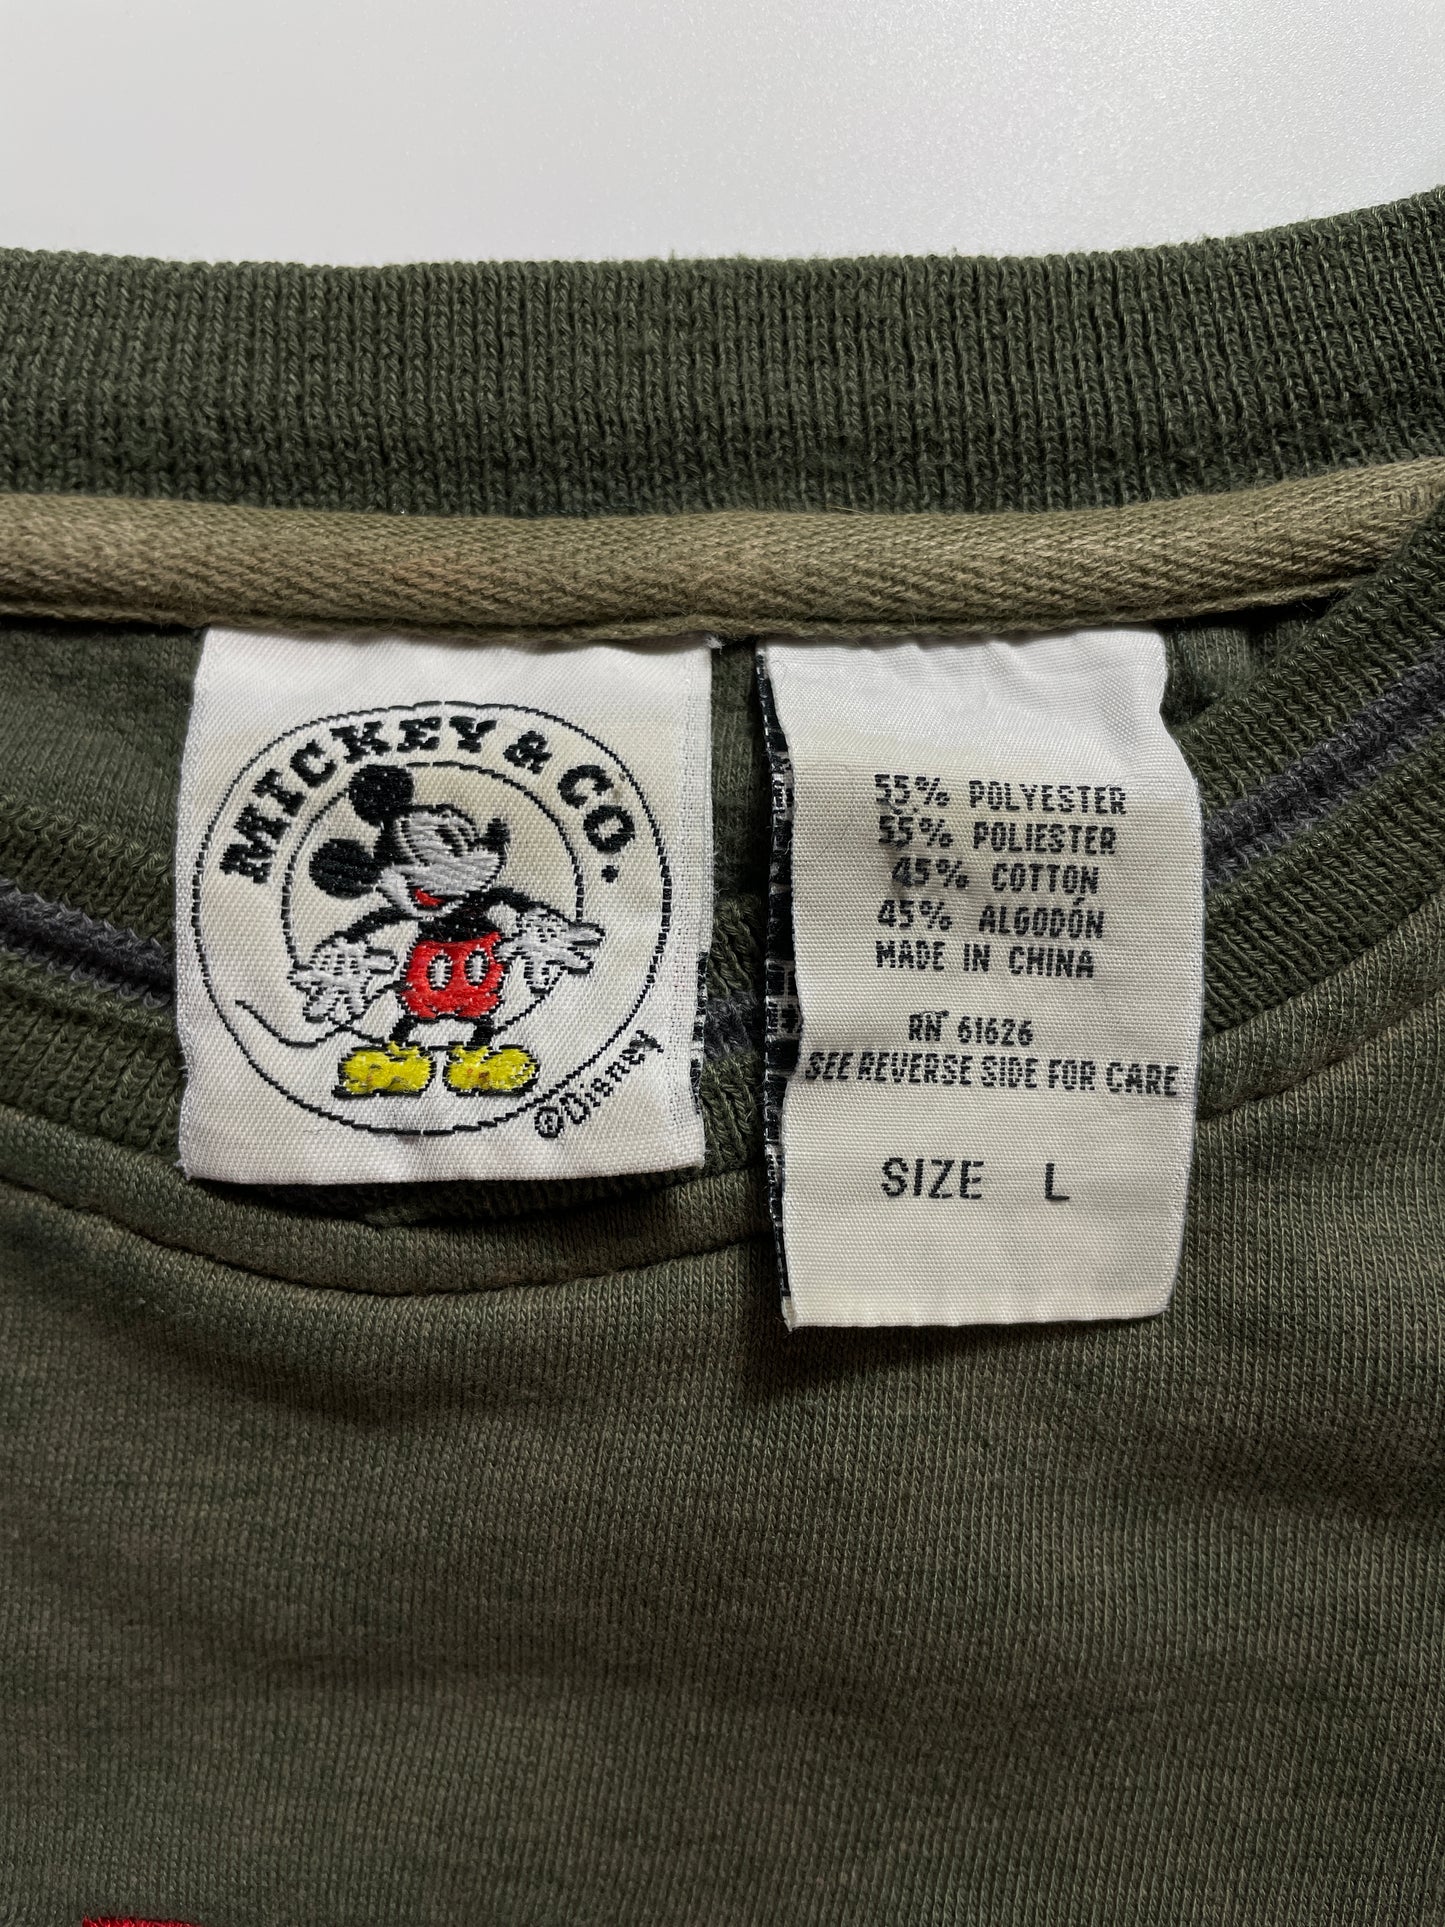 MICKEY & CO.
©Disney
55% POLYESTER
55% POLIESTER
45% COTTON
45% ALGODÓN
MADE IN CHINA
RN 61626
SEE REVERSE SIDE FOR CARE
SIZE L